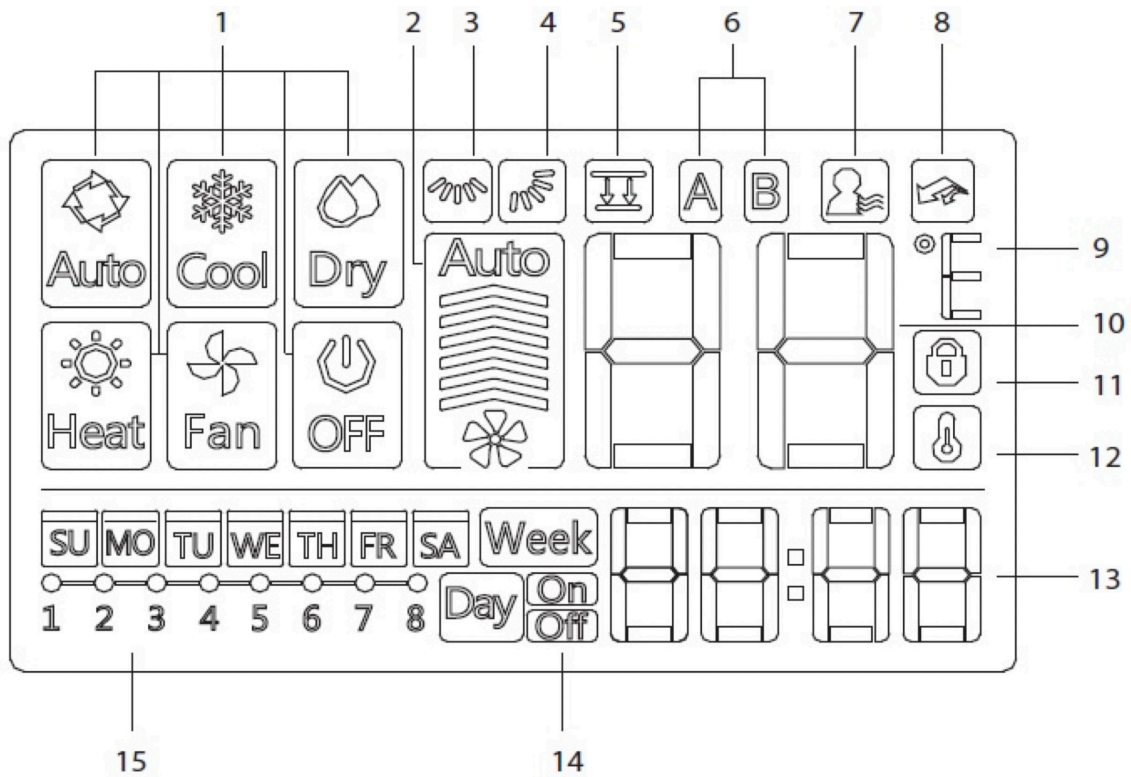 1 2 3 4 5 6 7 8
A B
Auto Cool Dry Auto
9
10
Heat Fan OFF
11
12
SU MO TU WE TH FR SA Week
13
Day On
Off
1 2 3 4 5 6 7 8
15 14